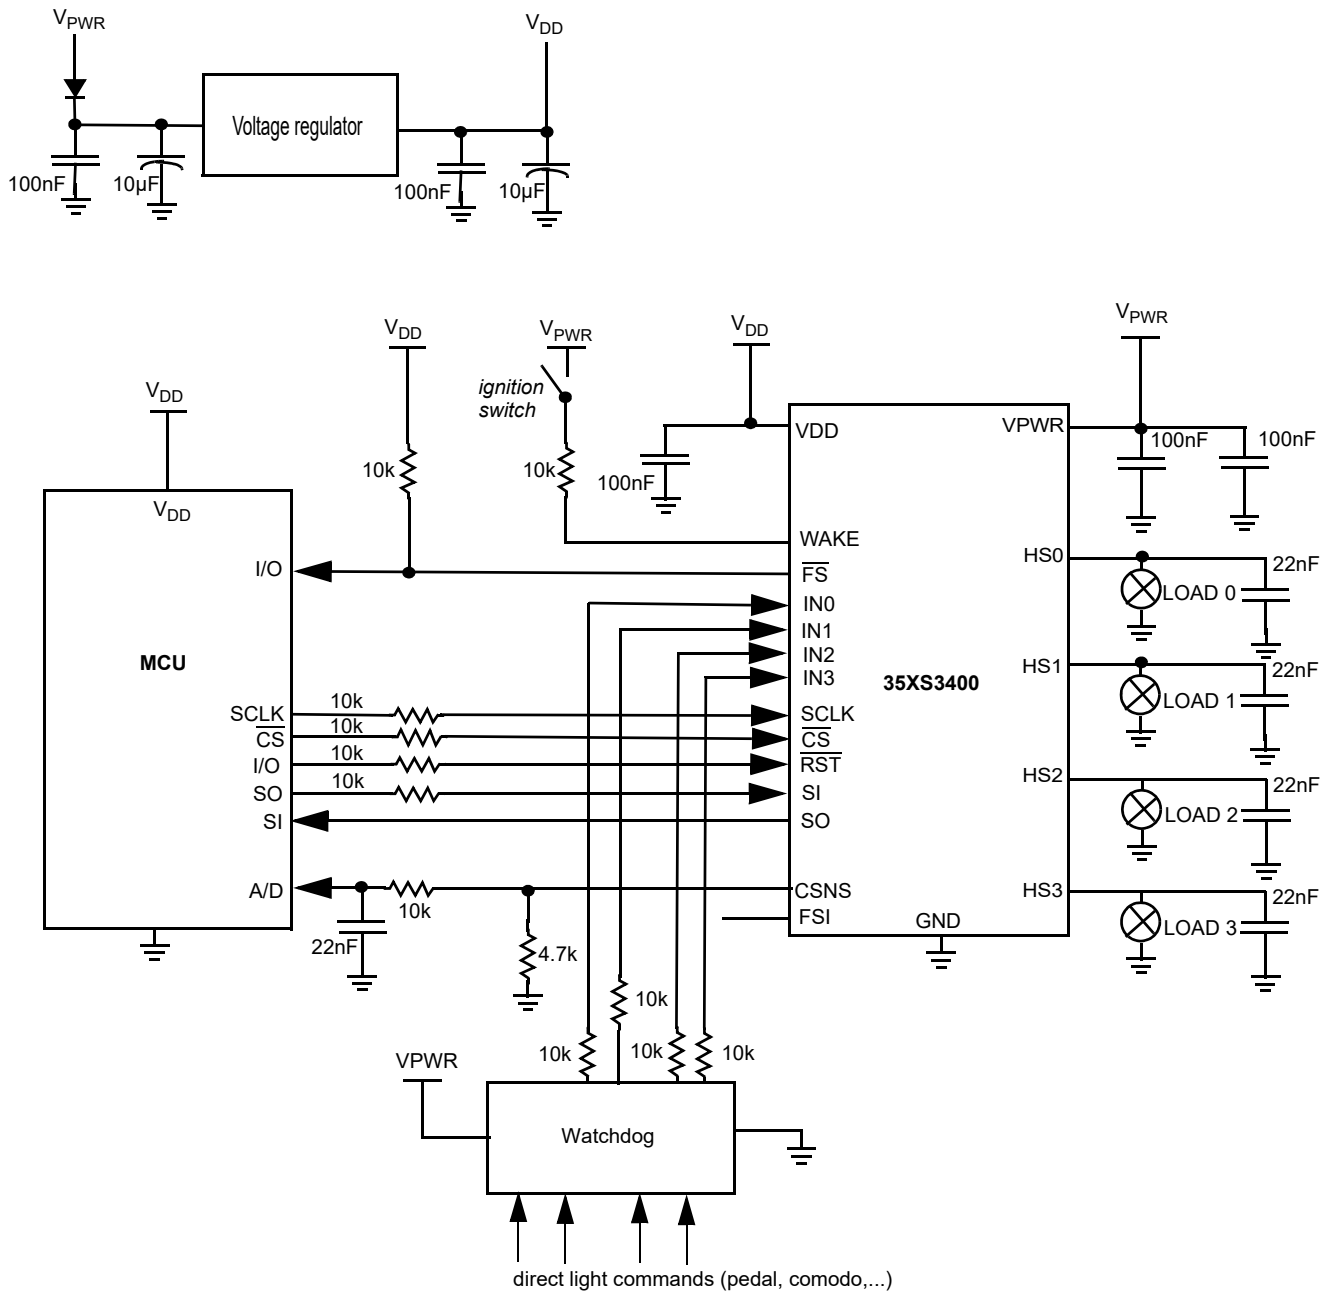 VPWR
VDD
Voltage regulator
100nF
10µF
100nF
10µF
VDD
VPWR
VDD
VPWR
ignition
switch
VDD
10k
10k
100nF
VDD
VPWR
100nF
100nF
VDD
WAKE
I/O
FS
HS0
22nF
LOAD 0
IN0
IN1
IN2
IN3
MCU
35XS3400
HS1
22nF
LOAD 1
SCLK
10k
SCLK
CS
10k
CS
I/O
10k
RST
SO
10k
SI
SI
SO
HS2
22nF
LOAD 2
A/D
10k
CSNS
HS3
22nF
FSI
GND
LOAD 3
22nF
4.7k
10k
10k
10k
10k
VPWR
Watchdog
direct light commands (pedal, comodo,...)